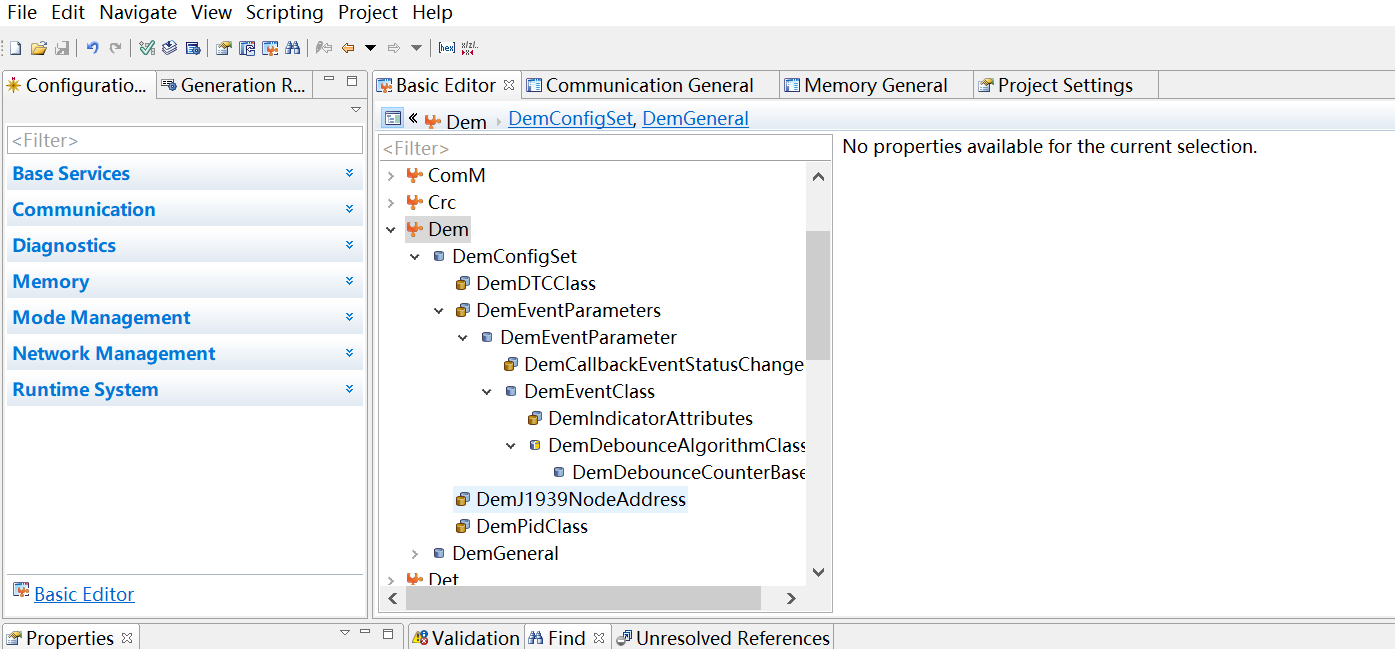 File Edit Navigate View Scripting Project Help
Configuratio...
Generation R...
<Filter>
Base Services
Communication
Diagnostics
Memory
Mode Management
Network Management
Runtime System
Basic Editor
Basic Editor
Communication General
Memory General
Project Settings
« Dem DemConfigSet, DemGeneral
<Filter>
ComM
Crc
Dem
DemConfigSet
DemDTCClass
DemEventParameters
DemEventParameter
DemCallbackEventStatusChange
DemEventClass
DemIndicatorAttributes
DemDebounceAlgorithmClass
DemDebounceCounterBase
DemJ1939NodeAddress
DemPidClass
DemGeneral
Det
No properties available for the current selection.
Properties
Validation
Find
Unresolved References